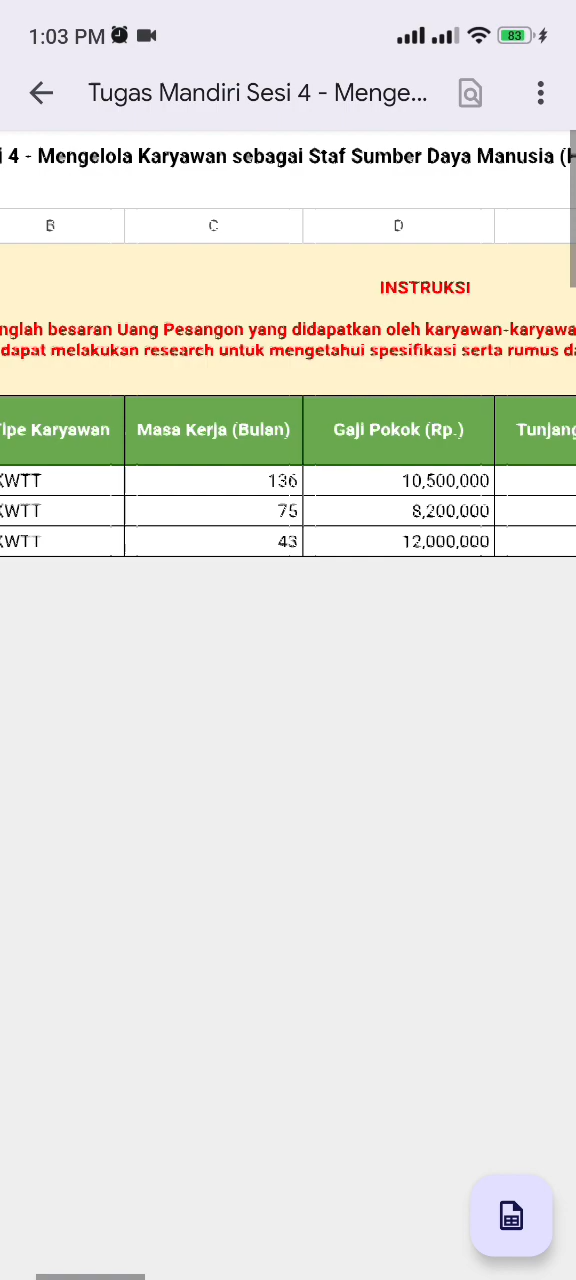 1:03 PM
83
Tugas Mandiri Sesi 4 - Menge...
i 4 - Mengelola Karyawan sebagai Staf Sumber Daya Manusia (H
B C D
INSTRUKSI
nglah besaran Uang Pesangon yang didapatkan oleh karyawan-karyawa
dapat melakukan research untuk mengetahui spesifikasi serta rumus da
Tipe Karyawan Masa Kerja (Bulan) Gaji Pokok (Rp.) Tunjang
KWTT 136 10,500,000
KWTT 75 8,200,000
KWTT 43 12,000,000